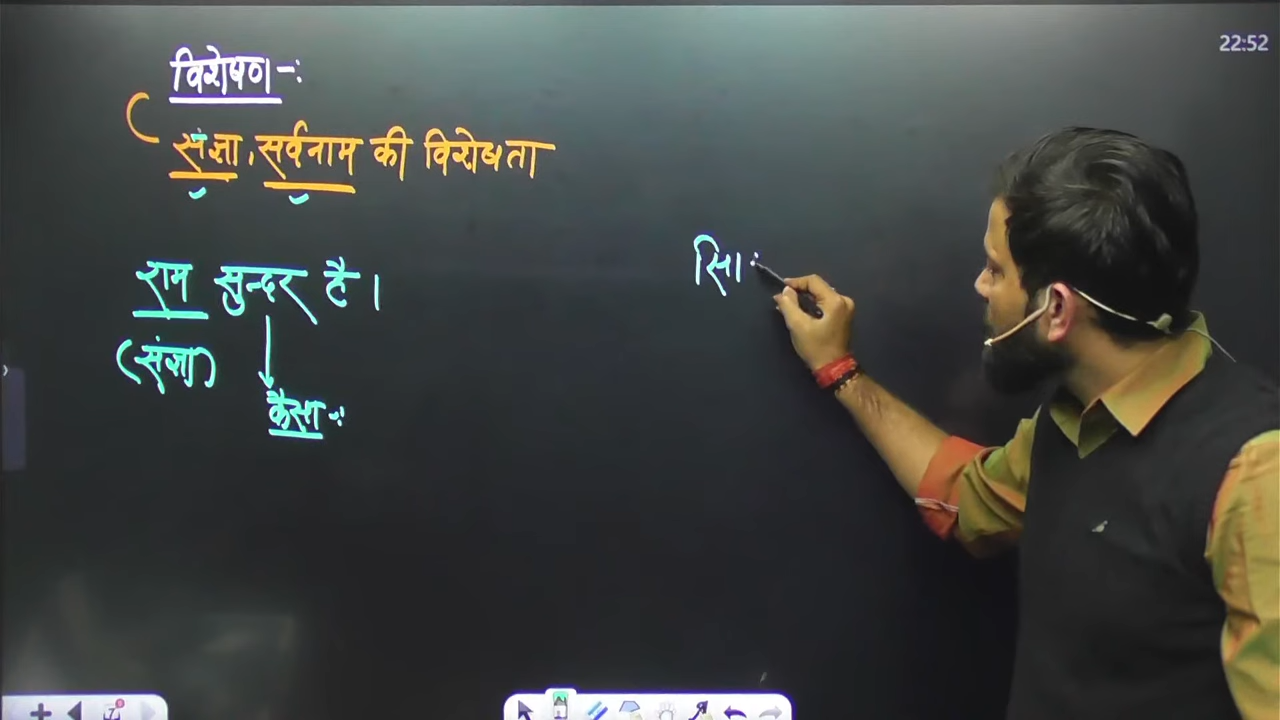 विशेषण -:
संज्ञा, सर्वनाम की विशेषता
राम सुन्दर है।
(संज्ञा)
कैसा -:
22:52